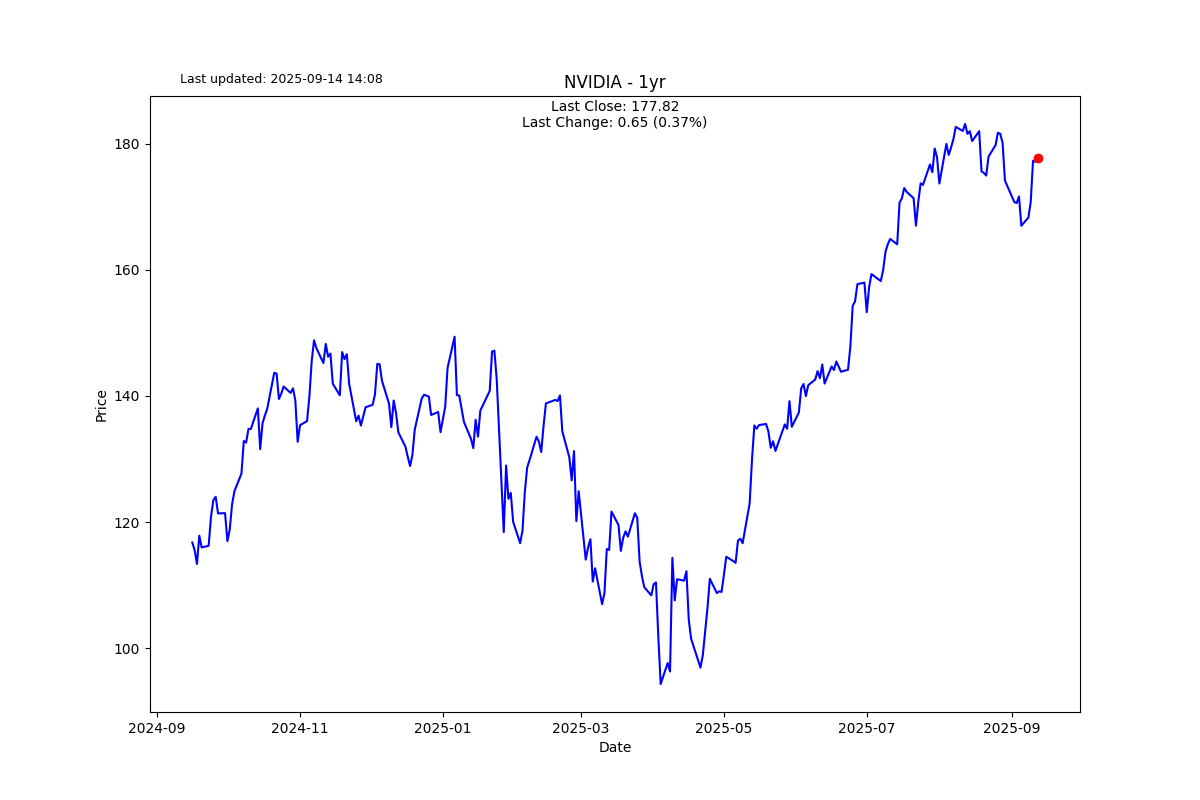 Last updated: 2025-09-14 14:08
NVIDIA - 1yr
Last Close: 177.82
Last Change: 0.65 (0.37%)
180
160
140
120
100
Price
2024-09
2024-11
2025-01
2025-03
2025-05
2025-07
2025-09
Date